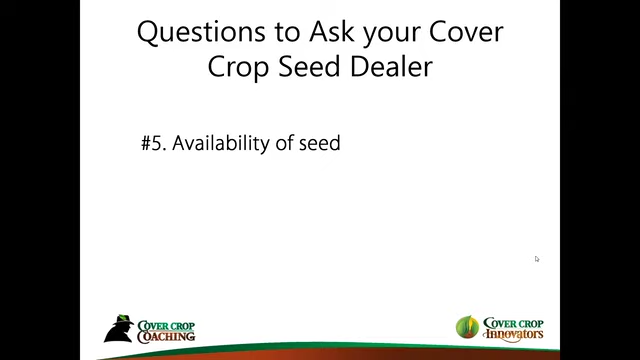 Questions to Ask your Cover
Crop Seed Dealer
#5. Availability of seed
COVER CROP
COACHING
COVER CROP
Innovators